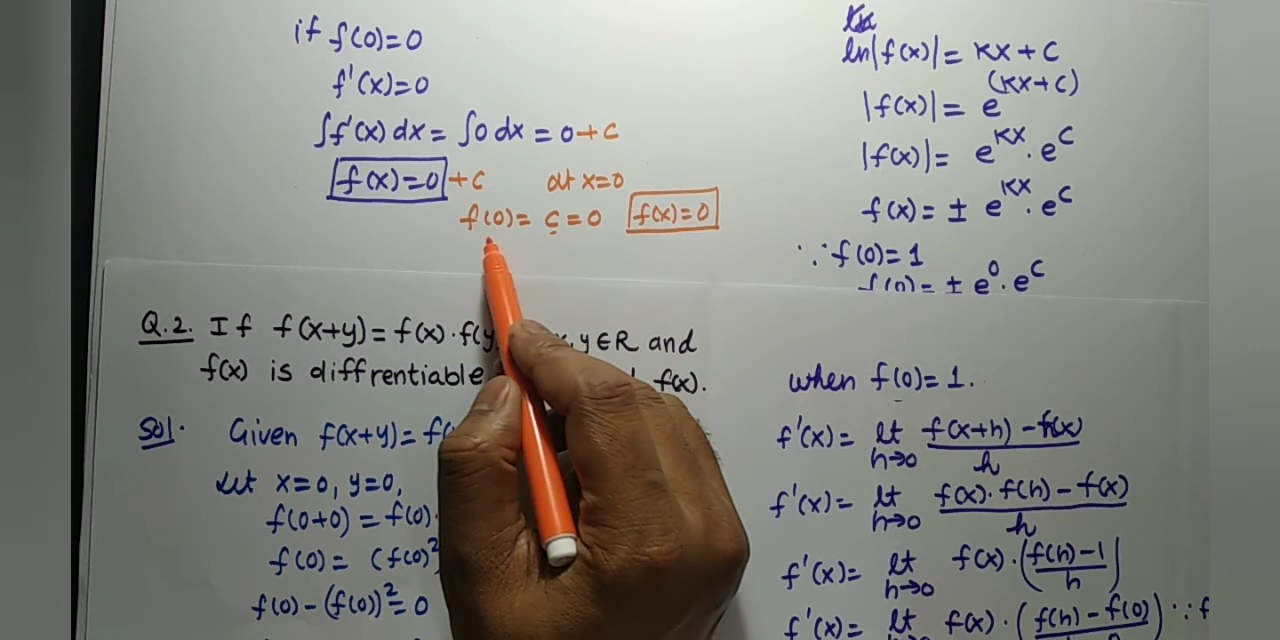 if f(0)=0
f'(x)=0
∫f'(x) dx = ∫0 dx = 0+C
f(x)=0 +C at x=0
f(0)= C = 0 f(x)=0
Q.2. If f(x+y)=f(x).f(y x,y∈R and
f(x) is diffrentiable f(x).
Sol. Given f(x+y)=f(
Let x=0, y=0,
f(0+0) = f(0).
f(0) = (f(0)²
f(0)-(f(0))²=0
ln|f(x)|= Kx + C
|f(x)|= e^(Kx+C)
|f(x)|= e^Kx . e^C
f(x)= ± e^Kx . e^C
∵ f(0)=1
f(0)= ± e^0 . e^C
when f(0)=1.
f'(x)= lt h→0 f(x+h)-f(x) / h
f'(x)= lt h→0 f(x).f(h)-f(x) / h
f'(x)= lt h→0 f(x).(f(h)-1 / h)
f'(x)= lt f(x).(f(h)-f(0) ) ∵ f